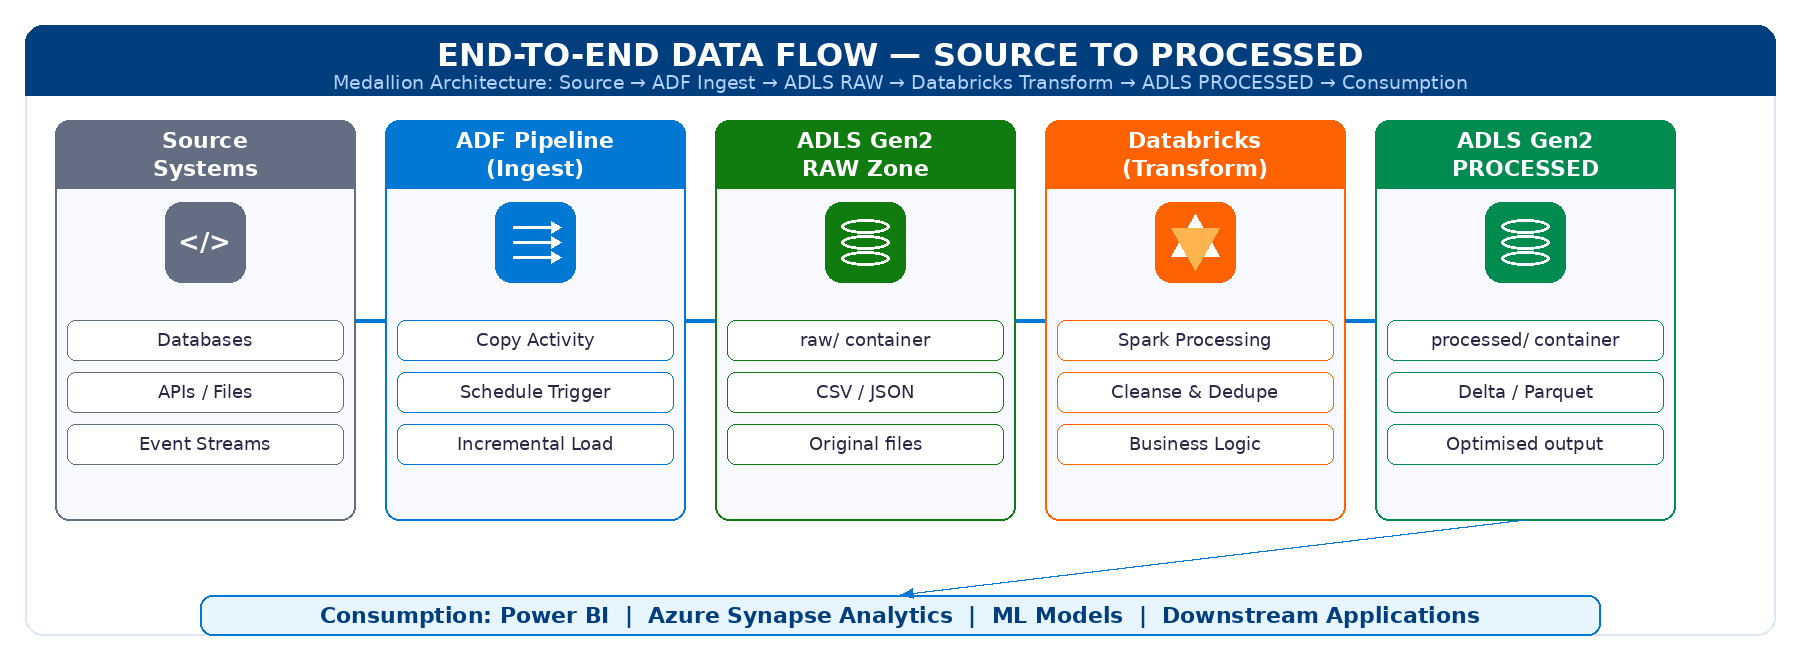 END-TO-END DATA FLOW — SOURCE TO PROCESSED
Medallion Architecture: Source → ADF Ingest → ADLS RAW → Databricks Transform → ADLS PROCESSED → Consumption
Source
Systems
</>
Databases
APIs / Files
Event Streams
ADF Pipeline
(Ingest)
Copy Activity
Schedule Trigger
Incremental Load
ADLS Gen2
RAW Zone
raw/ container
CSV / JSON
Original files
Databricks
(Transform)
Spark Processing
Cleanse & Dedupe
Business Logic
ADLS Gen2
PROCESSED
processed/ container
Delta / Parquet
Optimised output
Consumption: Power BI | Azure Synapse Analytics | ML Models | Downstream Applications